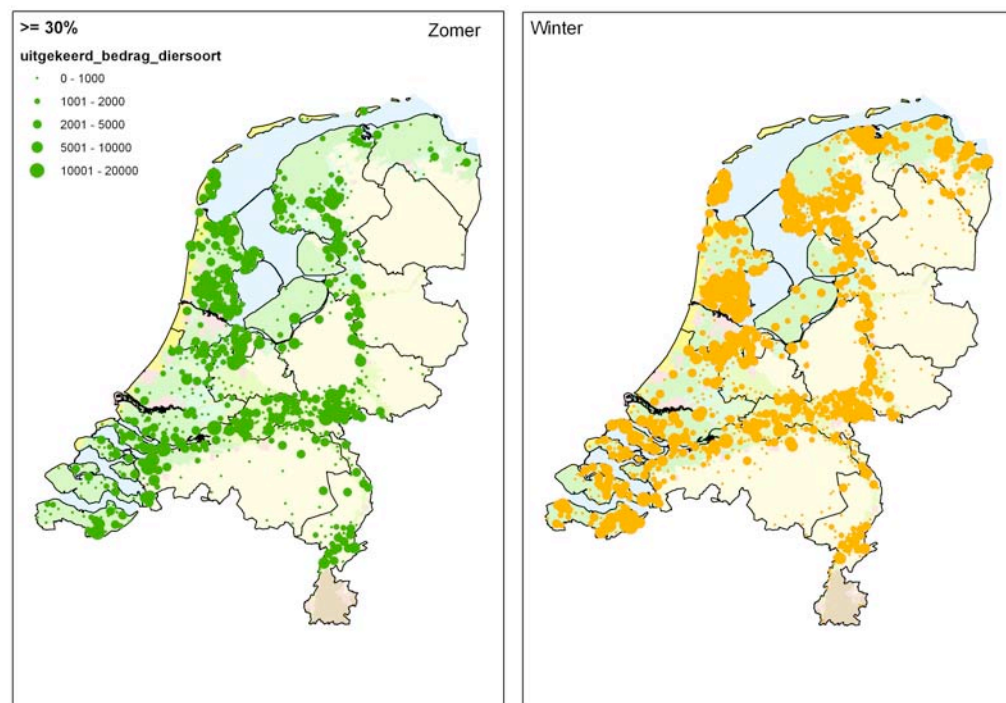 >= 30%
Zomer
uitgekeerd_bedrag_diersoort
0 - 1000
1001 - 2000
2001 - 5000
5001 - 10000
10001 - 20000
Winter